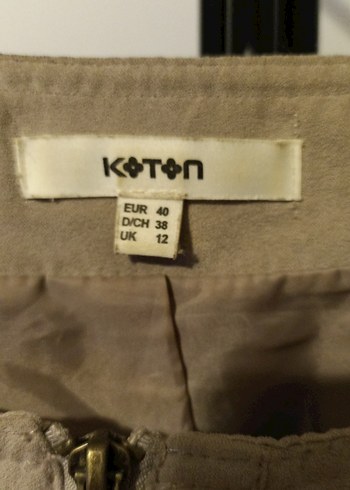 KOTON
EUR 40
D/CH 38
UK 12